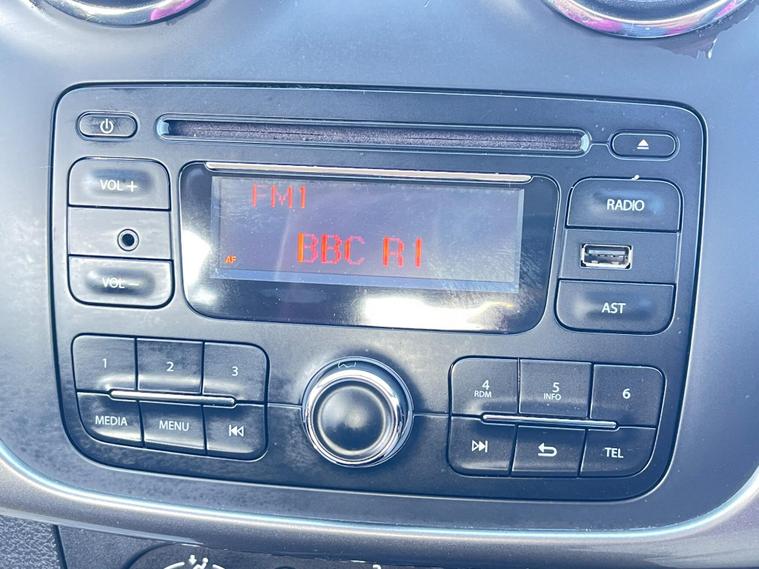 VOL +
FM1
RADIO
BBC R1
AF
VOL −
AST
1
2
3
4
RDM
5
INFO
6
MEDIA
MENU
TEL